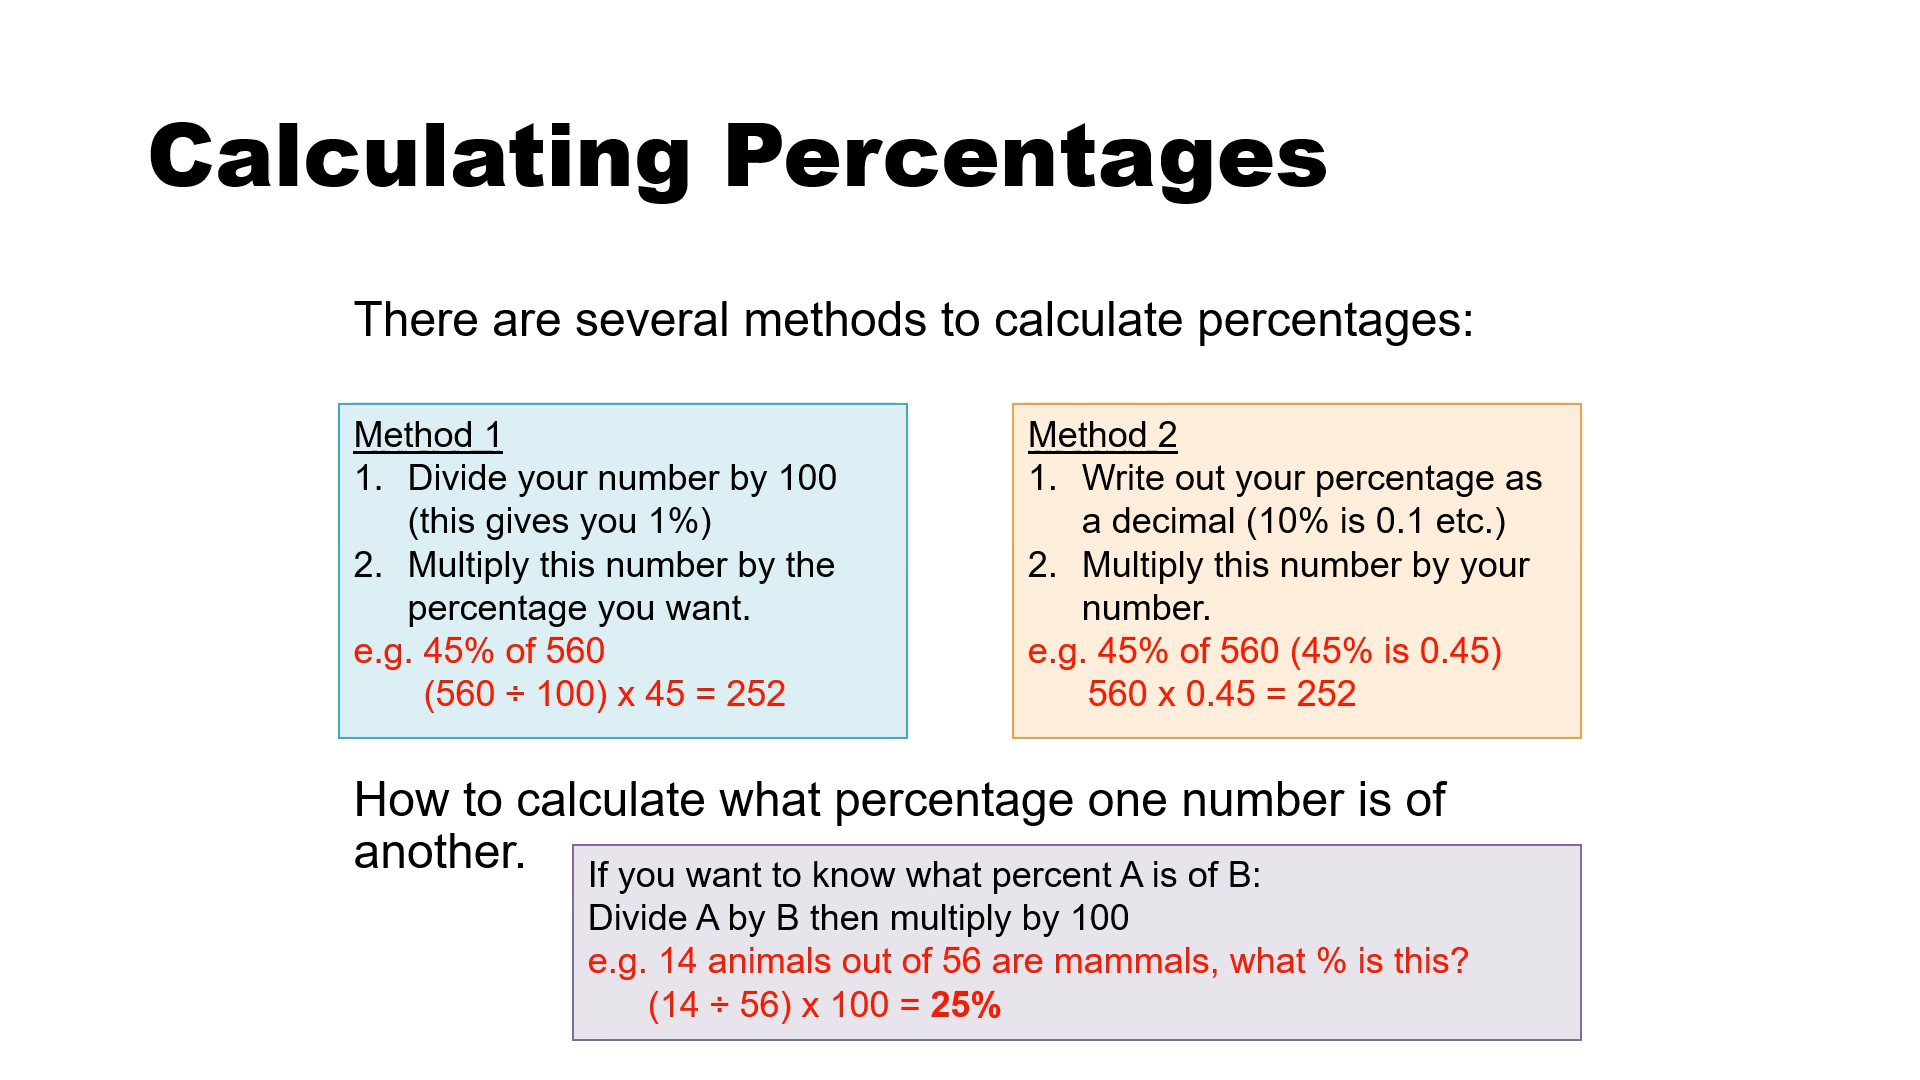 Calculating Percentages
There are several methods to calculate percentages:
Method 1
1. Divide your number by 100
(this gives you 1%)
2. Multiply this number by the
percentage you want.
e.g. 45% of 560
(560 ÷ 100) x 45 = 252
Method 2
1. Write out your percentage as
a decimal (10% is 0.1 etc.)
2. Multiply this number by your
number.
e.g. 45% of 560 (45% is 0.45)
560 x 0.45 = 252
How to calculate what percentage one number is of
another.
If you want to know what percent A is of B:
Divide A by B then multiply by 100
e.g. 14 animals out of 56 are mammals, what % is this?
(14 ÷ 56) x 100 = 25%